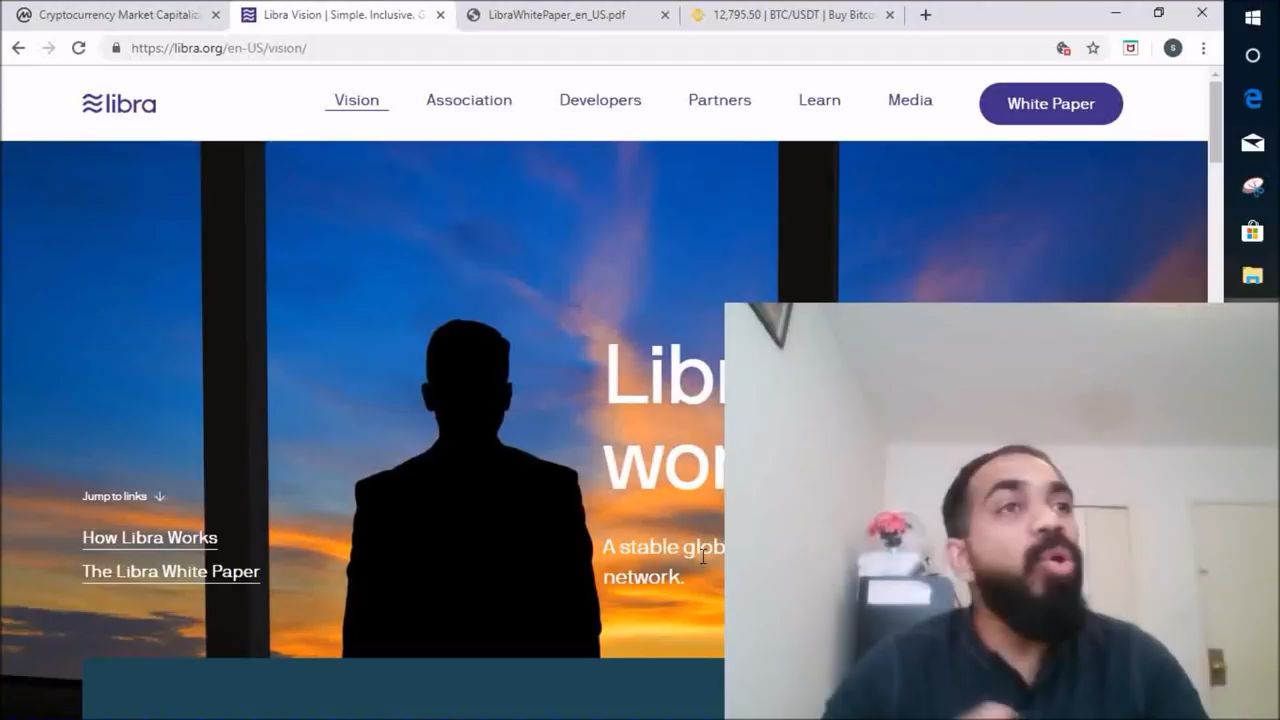 Cryptocurrency Market Capitaliz
Libra Vision | Simple. Inclusive. G
LibraWhitePaper_en_US.pdf
12,795.50 | BTC/USDT | Buy Bitco
https://libra.org/en-US/vision/
S
libra
Vision
Association
Developers
Partners
Learn
Media
White Paper
Libr
wor
A stable glob
network.
Jump to links ↓
How Libra Works
The Libra White Paper